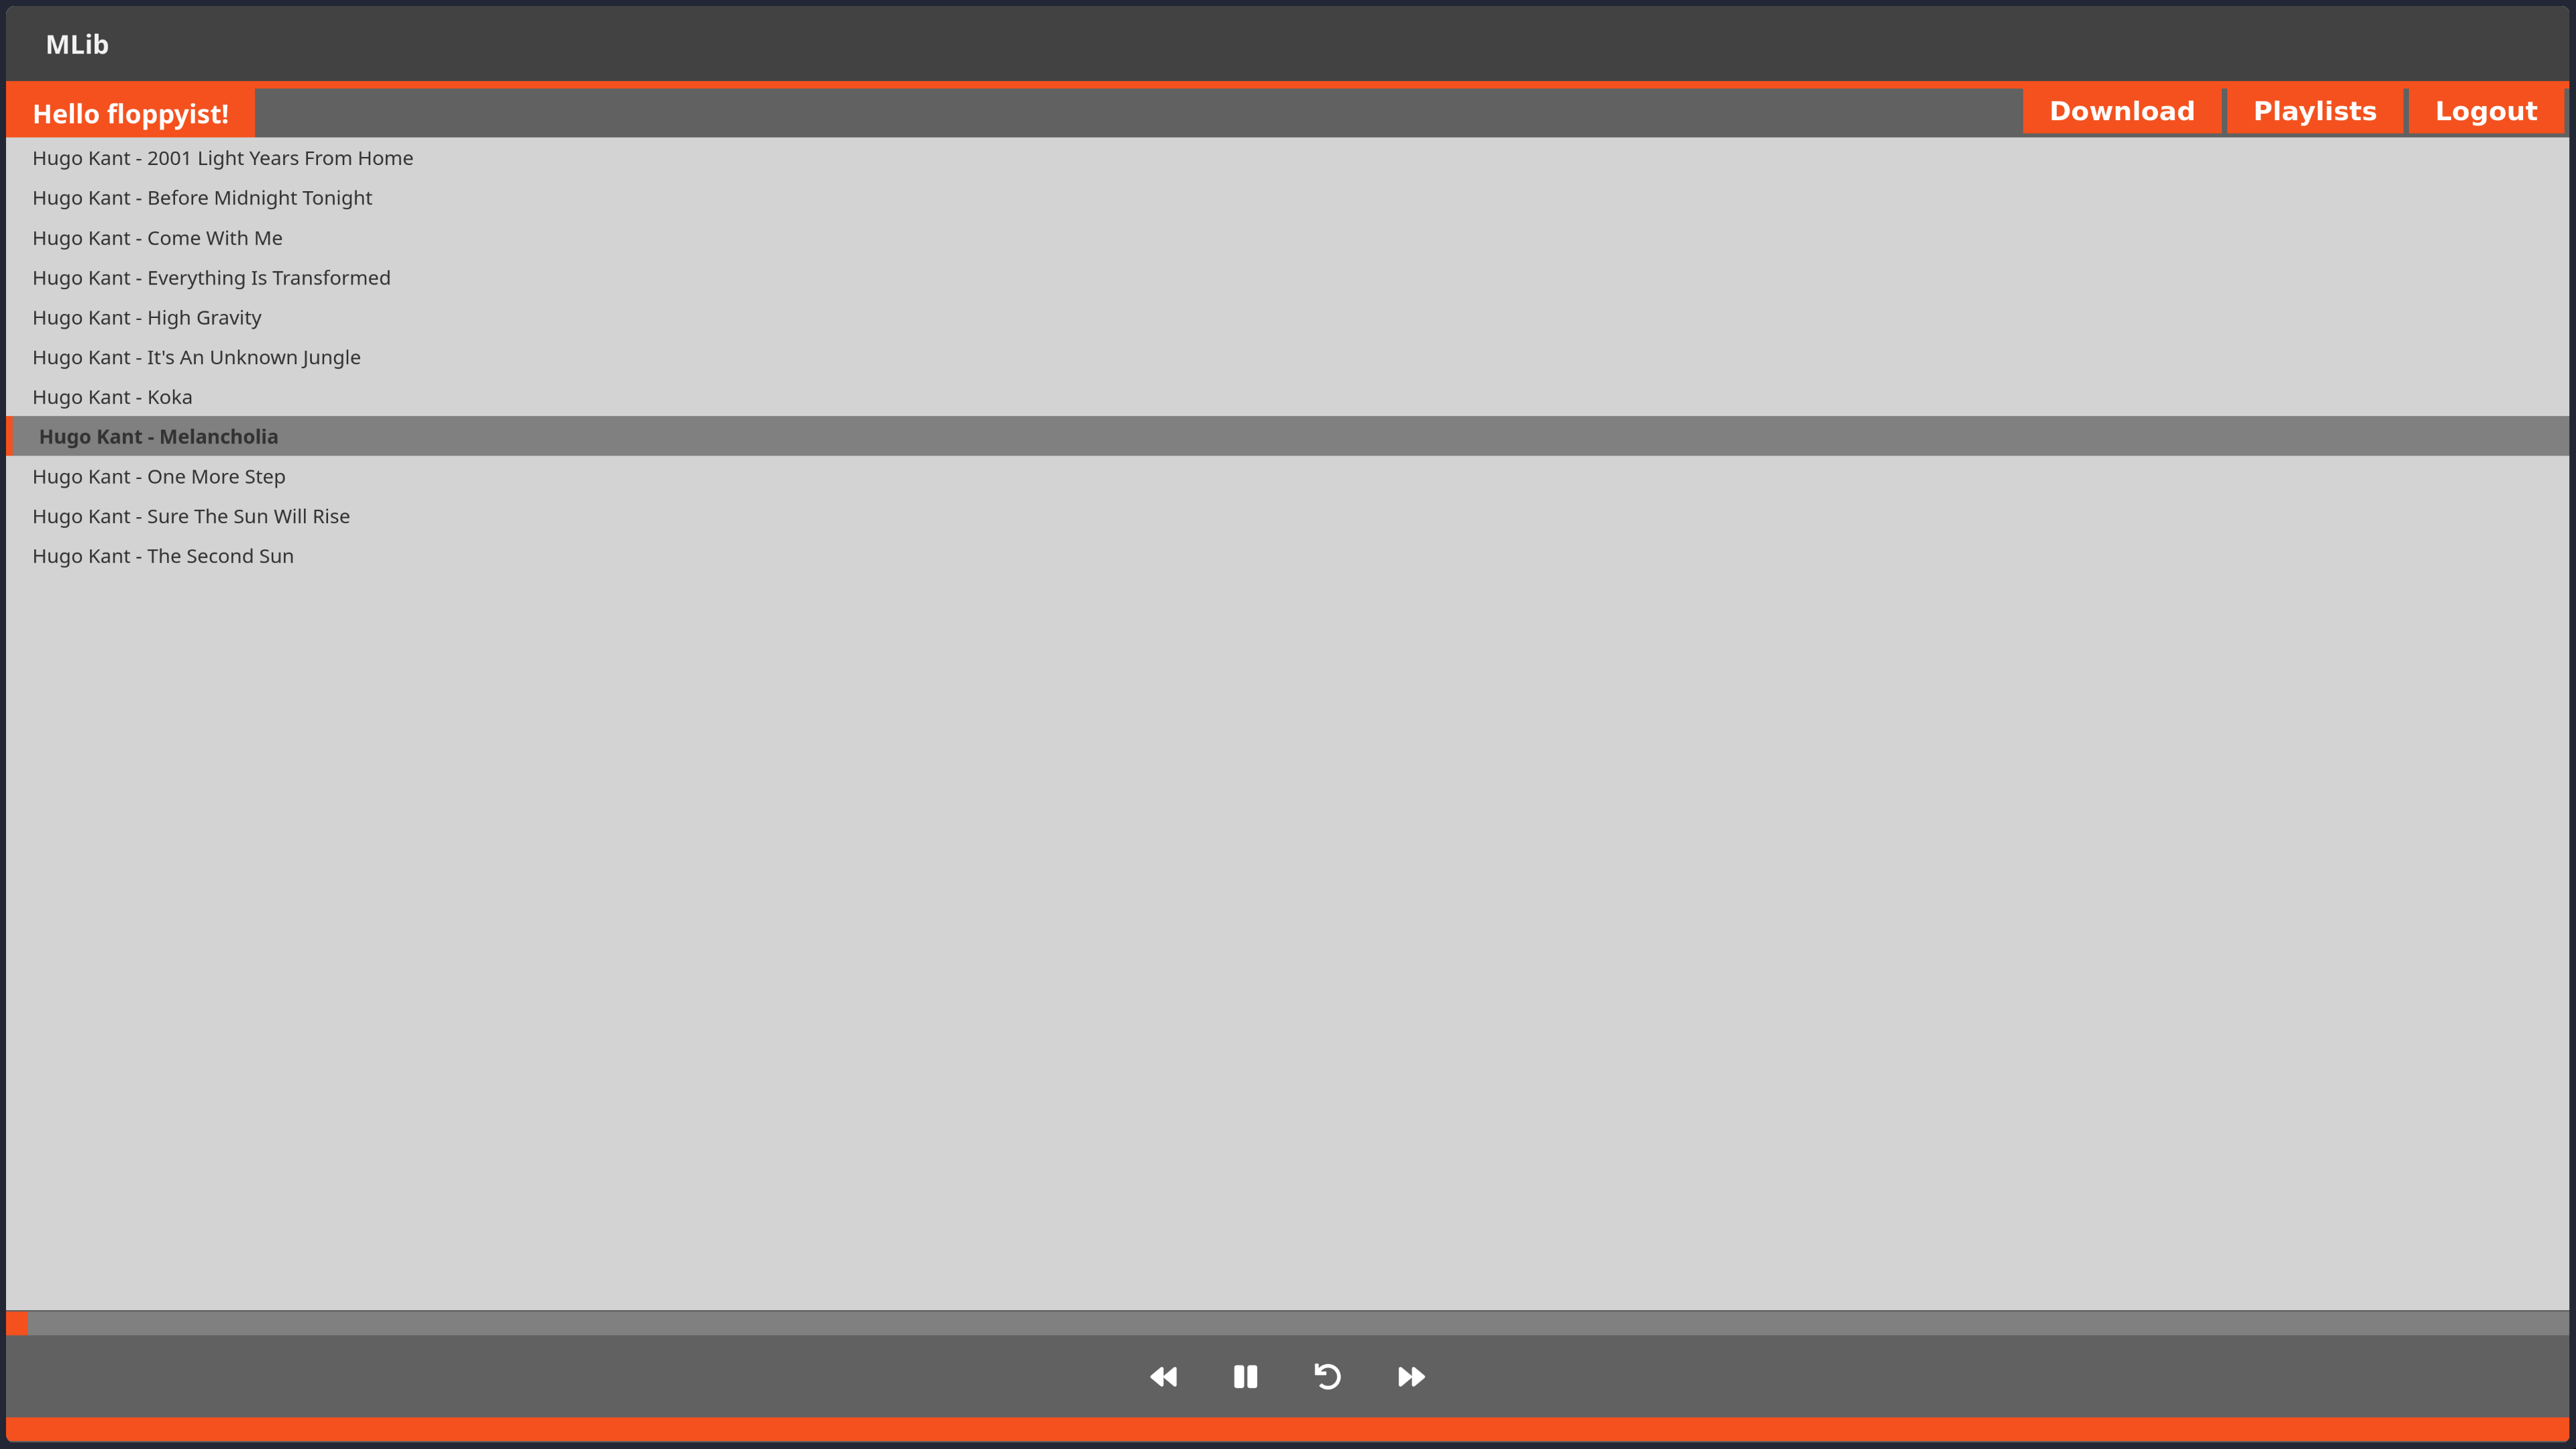 MLib
Hello floppyist!
Download
Playlists
Logout
Hugo Kant - 2001 Light Years From Home
Hugo Kant - Before Midnight Tonight
Hugo Kant - Come With Me
Hugo Kant - Everything Is Transformed
Hugo Kant - High Gravity
Hugo Kant - It's An Unknown Jungle
Hugo Kant - Koka
Hugo Kant - Melancholia
Hugo Kant - One More Step
Hugo Kant - Sure The Sun Will Rise
Hugo Kant - The Second Sun